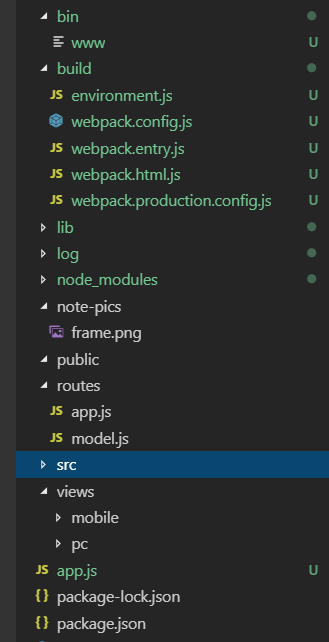 bin
www U
build
JS environment.js U
webpack.config.js U
JS webpack.entry.js U
JS webpack.html.js U
JS webpack.production.config.js U
lib
log
node_modules
note-pics
frame.png
public
routes
JS app.js
JS model.js
src
views
mobile
pc
JS app.js U
{} package-lock.json
{} package.json